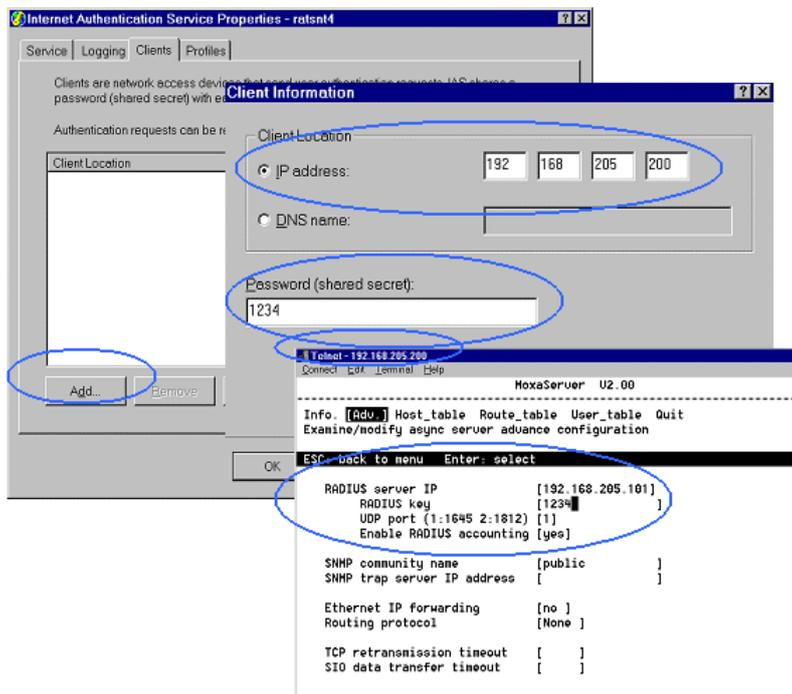 Internet Authentication Service Properties - ratsnt4
Service Logging Clients Profiles
Clients are network access devices that send user authentication requests. IAS shares a
password (shared secret) with e
Authentication requests can be re
Client Location
Add...
Remove
OK
Client Information
Client Location
IP address: 192 168 205 200
DNS name:
Password (shared secret):
1234
Telnet - 192.168.205.200
Connect Edit Terminal Help
MoxaServer V2.00
Info. [Adv.] Host_table Route_table User_table Quit
Examine/modify async server advance configuration
ESC: back to menu Enter: select
RADIUS server IP [192.168.205.101]
RADIUS key [1234 ]
UDP port (1:1645 2:1812) [1]
Enable RADIUS accounting [yes]
SNMP community name [public ]
SNMP trap server IP address [ ]
Ethernet IP forwarding [no ]
Routing protocol [None ]
TCP retransmission timeout [ ]
SIO data transfer timeout [ ]